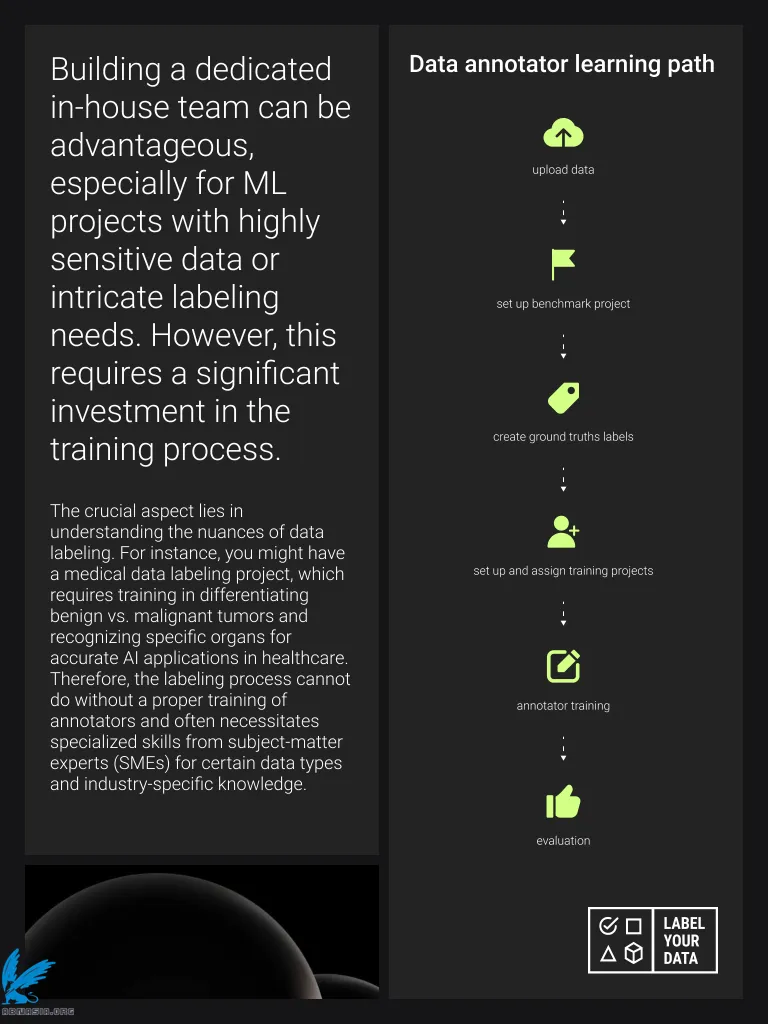 Building a dedicated
in-house team can be
advantageous,
especially for ML
projects with highly
sensitive data or
intricate labeling
needs. However, this
requires a significant
investment in the
training process.
The crucial aspect lies in
understanding the nuances of data
labeling. For instance, you might have
a medical data labeling project, which
requires training in differentiating
benign vs. malignant tumors and
recognizing specific organs for
accurate AI applications in healthcare.
Therefore, the labeling process cannot
do without a proper training of
annotators and often necessitates
specialized skills from subject-matter
experts (SMEs) for certain data types
and industry-specific knowledge.
Data annotator learning path
upload data
set up benchmark project
create ground truths labels
set up and assign training projects
annotator training
evaluation
LABEL
YOUR
DATA